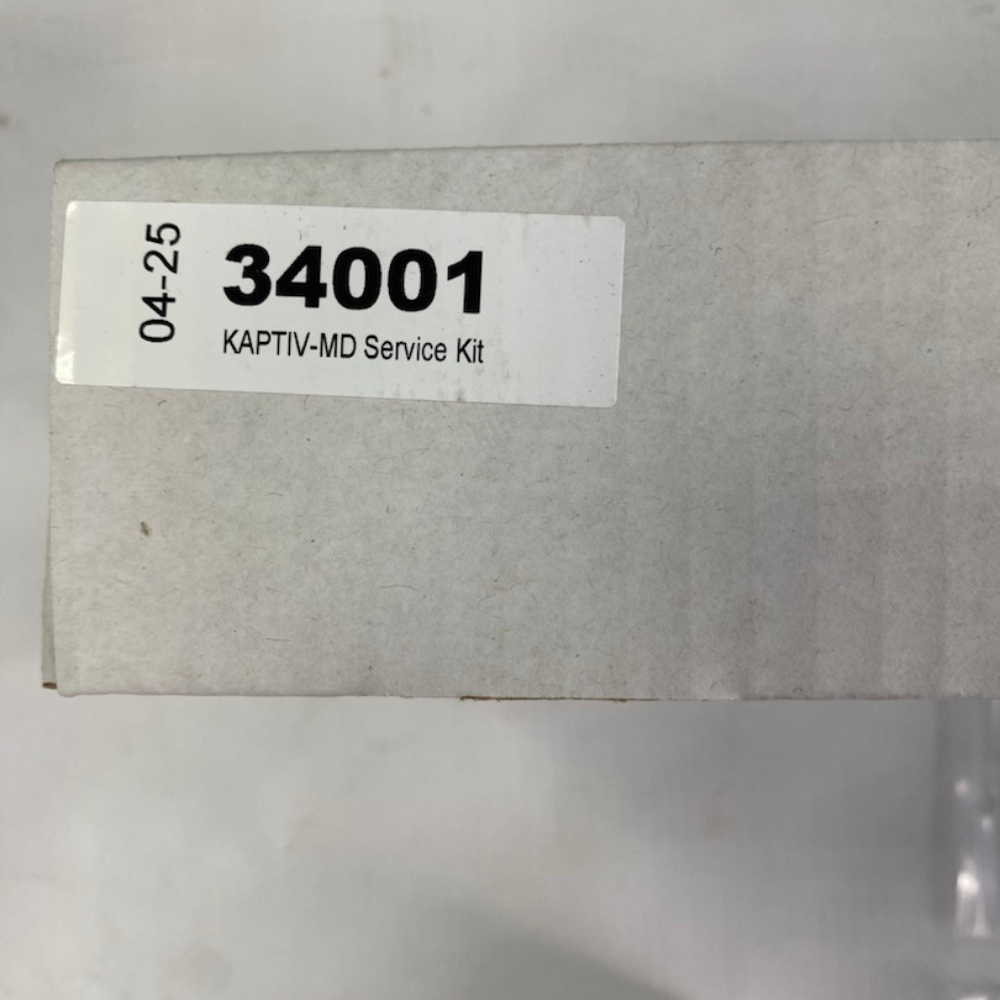 04-25
34001
KAPTIV-MD Service Kit